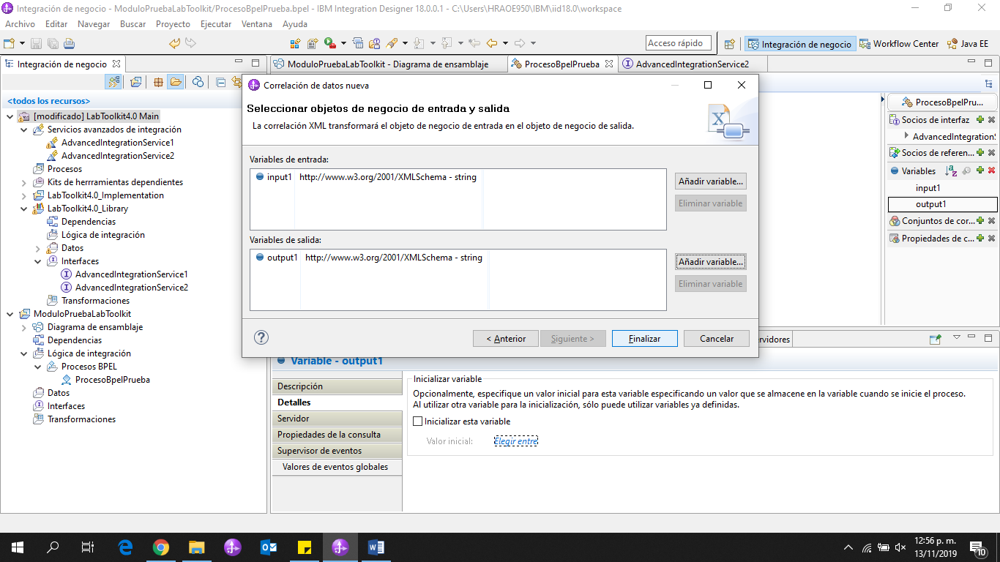 Integración de negocio - ModuloPruebaLabToolkit/ProcesoBpelPrueba.bpel - IBM Integration Designer 18.0.0.1 - C:\Users\HRAOE950\IBM\iid18.0\workspace
Archivo Editar Navegar Buscar Proyecto Ejecutar Ventana Ayuda
Acceso rápido Integración de negocio Workflow Center Java EE
Integración de negocio
ModuloPruebaLabToolkit - Diagrama de ensamblaje ProcesoBpelPrueba AdvancedIntegrationService2
<todos los recursos>
[modificado] LabToolkit4.0 Main
Servicios avanzados de integración
AdvancedIntegrationService1
AdvancedIntegrationService2
Procesos
Kits de herrramientas dependientes
LabToolkit4.0_Implementation
LabToolkit4.0_Library
Dependencias
Lógica de integración
Datos
Interfaces
AdvancedIntegrationService1
AdvancedIntegrationService2
Transformaciones
ModuloPruebaLabToolkit
Diagrama de ensamblaje
Dependencias
Lógica de integración
Procesos BPEL
ProcesoBpelPrueba
Datos
Interfaces
Transformaciones
Correlación de datos nueva
Seleccionar objetos de negocio de entrada y salida
La correlación XML transformará el objeto de negocio de entrada en el objeto de negocio de salida.
X
Variables de entrada:
input1 http://www.w3.org/2001/XMLSchema - string
Añadir variable...
Eliminar variable
Variables de salida:
output1 http://www.w3.org/2001/XMLSchema - string
Añadir variable...
Eliminar variable
? < Anterior Siguiente > Finalizar Cancelar
ProcesoBpelPru...
Socios de interfaz
AdvancedIntegration
Socios de referen...
Variables
input1
output1
Conjuntos de cor...
Propiedades de c...
ervidores
Variable - output1
Descripción
Detalles
Servidor
Propiedades de la consulta
Supervisor de eventos
Valores de eventos globales
Inicializar variable
Opcionalmente, especifique un valor inicial para esta variable especificando un valor que se almacene en la variable cuando se inicie el proceso.
Al utilizar otra variable para la inicialización, sólo puede utilizar variables ya definidas.
Inicializar esta variable
Valor inicial: Elegir entre
12:56 p. m.
13/11/2019
10